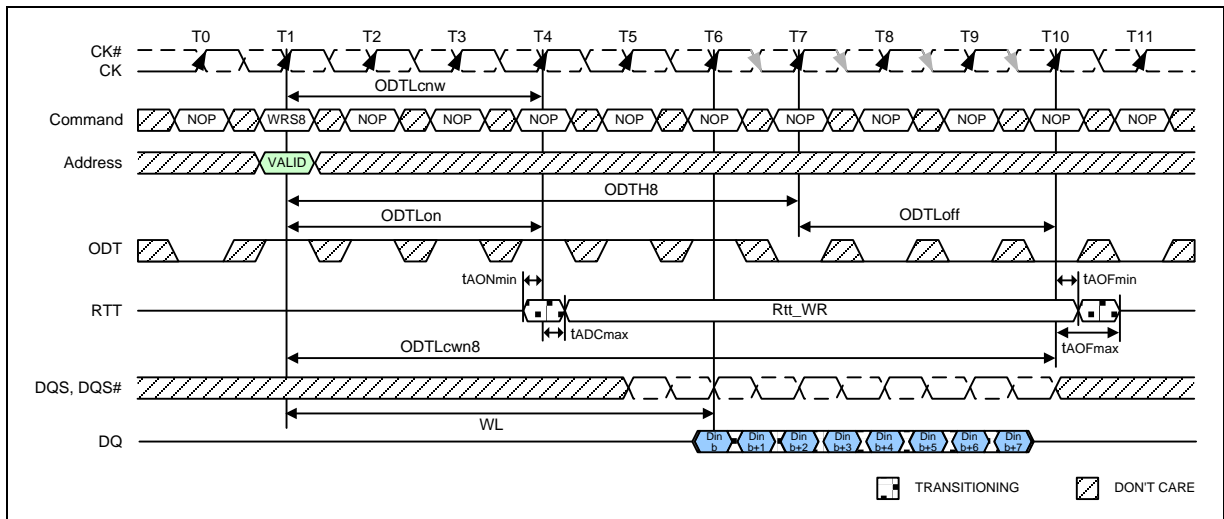 T0 T1 T2 T3 T4 T5 T6 T7 T8 T9 T10 T11
CK#
CK
ODTLcnw
Command NOP WRS8 NOP NOP NOP NOP NOP NOP NOP NOP NOP NOP
Address VALID
ODTH8
ODTLon ODTLoff
ODT
tAONmin tAOFmin
RTT Rtt_WR
tADCmax tAOFmax
ODTLcwn8
DQS, DQS#
WL
DQ Din b Din b+1 Din b+2 Din b+3 Din b+4 Din b+5 Din b+6 Din b+7
TRANSITIONING DON'T CARE